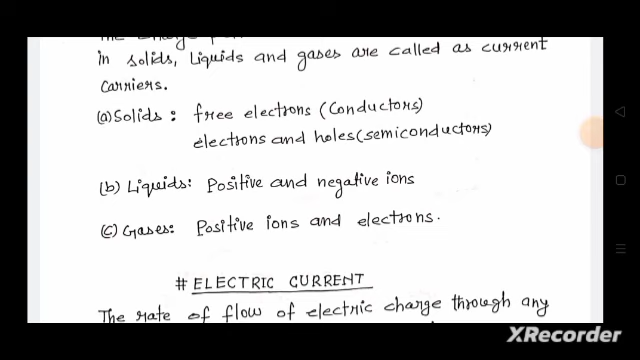 in solids, Liquids and gases are called as current
Carriers.
(a) Solids: free electrons (Conductors)
electrons and holes (semiconductors)
(b) Liquids: Positive and negative ions
(c) Gases: Positive ions and electrons.
# ELECTRIC CURRENT
The rate of flow of electric charge through any
XRecorder